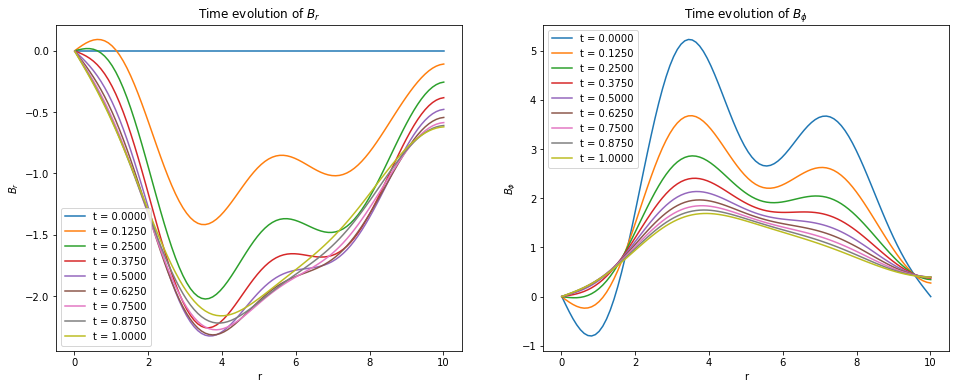 Time evolution of B_r
0.0
−0.5
−1.0
−1.5
−2.0
B_r
t = 0.0000
t = 0.1250
t = 0.2500
t = 0.3750
t = 0.5000
t = 0.6250
t = 0.7500
t = 0.8750
t = 1.0000
0 2 4 6 8 10
r
Time evolution of B_ϕ
5
4
3
2
1
0
−1
B_ϕ
t = 0.0000
t = 0.1250
t = 0.2500
t = 0.3750
t = 0.5000
t = 0.6250
t = 0.7500
t = 0.8750
t = 1.0000
0 2 4 6 8 10
r